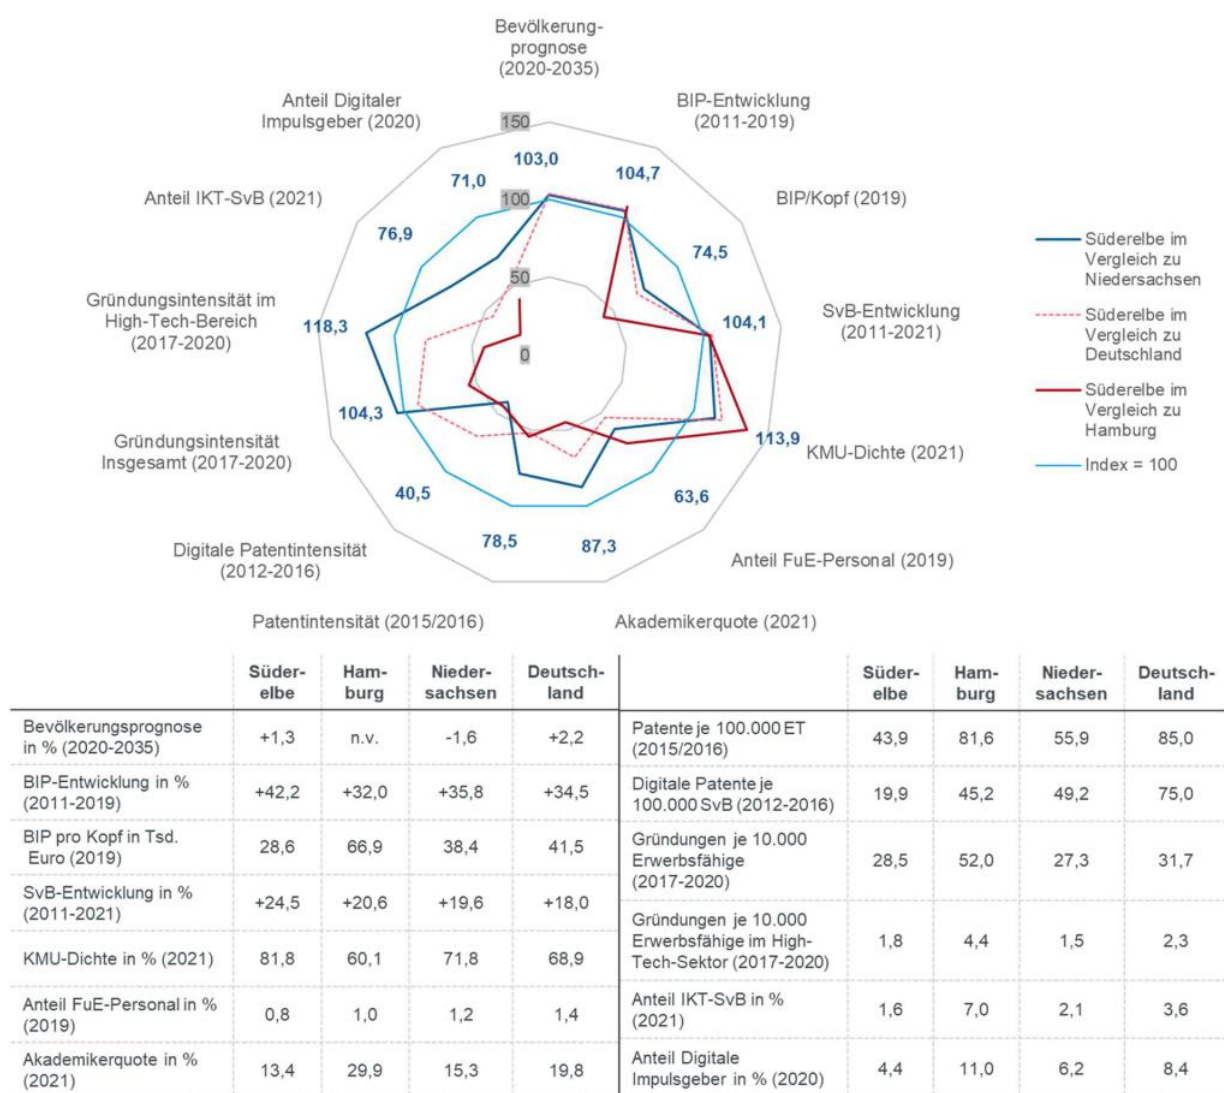 Bevölkerung-
prognose
(2020-2035)
Anteil Digitaler
Impulsgeber (2020)
BIP-Entwicklung
(2011-2019)
150
103,0
104,7
71,0
Anteil IKT-SvB (2021)
100
BIP/Kopf (2019)
76,9
74,5
50
Gründungsintensität im
High-Tech-Bereich
(2017-2020)
118,3
SvB-Entwicklung
(2011-2021)
104,1
0
104,3
Gründungsintensität
Insgesamt (2017-2020)
113,9
KMU-Dichte (2021)
40,5
63,6
Digitale Patentintensität
(2012-2016)
78,5
87,3
Anteil FuE-Personal (2019)
Patentintensität (2015/2016)
Akademikerquote (2021)
Süderelbe im
Vergleich zu
Niedersachsen
Süderelbe im
Vergleich zu
Deutschland
Süderelbe im
Vergleich zu
Hamburg
Index = 100
Süder-
elbe
Ham-
burg
Nieder-
sachsen
Deutsch-
land
Bevölkerungsprognose
in % (2020-2035)
+1,3 n.v. -1,6 +2,2
BIP-Entwicklung in %
(2011-2019)
+42,2 +32,0 +35,8 +34,5
BIP pro Kopf in Tsd.
Euro (2019)
28,6 66,9 38,4 41,5
SvB-Entwicklung in %
(2011-2021)
+24,5 +20,6 +19,6 +18,0
KMU-Dichte in % (2021) 81,8 60,1 71,8 68,9
Anteil FuE-Personal in %
(2019)
0,8 1,0 1,2 1,4
Akademikerquote in %
(2021)
13,4 29,9 15,3 19,8
Süder-
elbe
Ham-
burg
Nieder-
sachsen
Deutsch-
land
Patente je 100.000 ET
(2015/2016)
43,9 81,6 55,9 85,0
Digitale Patente je
100.000 SvB (2012-2016)
19,9 45,2 49,2 75,0
Gründungen je 10.000
Erwerbsfähige
(2017-2020)
28,5 52,0 27,3 31,7
Gründungen je 10.000
Erwerbsfähige im High-
Tech-Sektor (2017-2020)
1,8 4,4 1,5 2,3
Anteil IKT-SvB in %
(2021)
1,6 7,0 2,1 3,6
Anteil Digitale
Impulsgeber in % (2020)
4,4 11,0 6,2 8,4